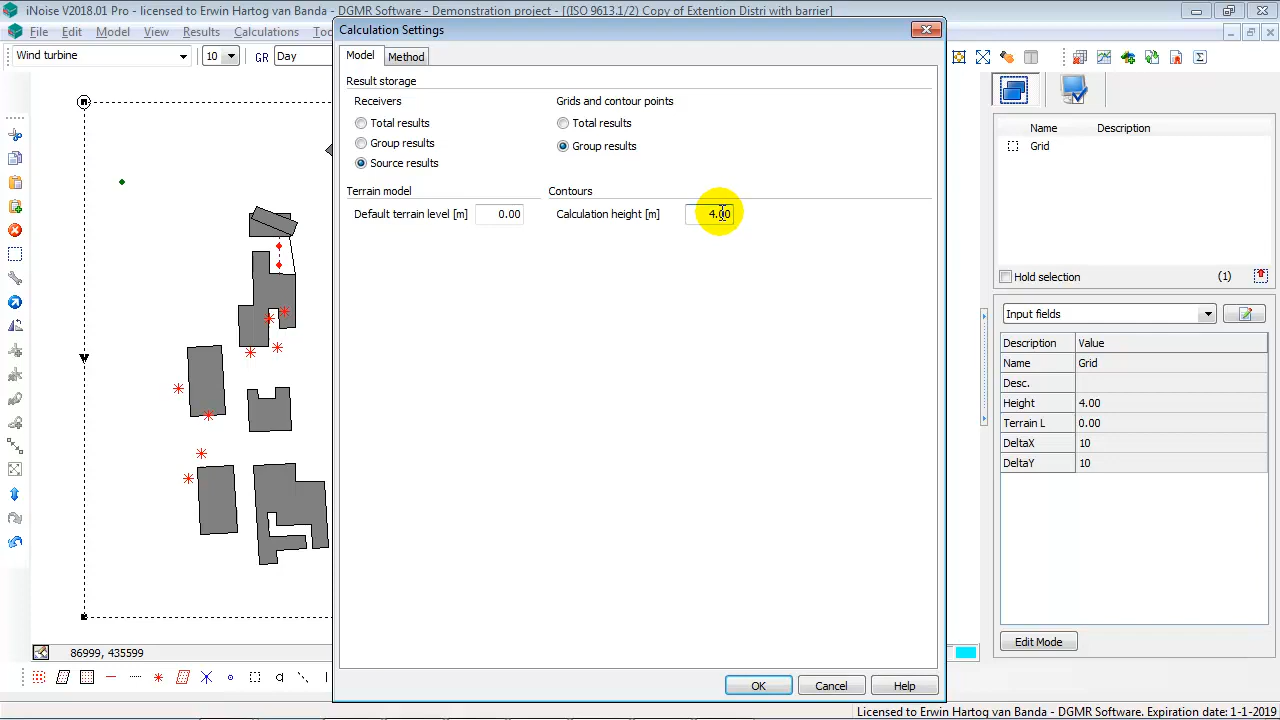 iNoise V2018.01 Pro - licensed to Erwin Hartog van Banda - DGMR Software - Demonstration project - [(ISO 9613.1/2) Copy of Extention Distri with barrier]
File Edit Model View Results Calculations
Wind turbine 10 GR Day
Calculation Settings
Model Method
Result storage
Receivers
Total results
Group results
Source results
Grids and contour points
Total results
Group results
Terrain model
Default terrain level [m] 0.00
Contours
Calculation height [m] 4.00
OK Cancel Help
Name Description
Grid
Hold selection (1)
Input fields
Description Value
Name Grid
Desc.
Height 4.00
Terrain L 0.00
DeltaX 10
DeltaY 10
Edit Mode
86999, 435599
Licensed to Erwin Hartog van Banda - DGMR Software. Expiration date: 1-1-2019